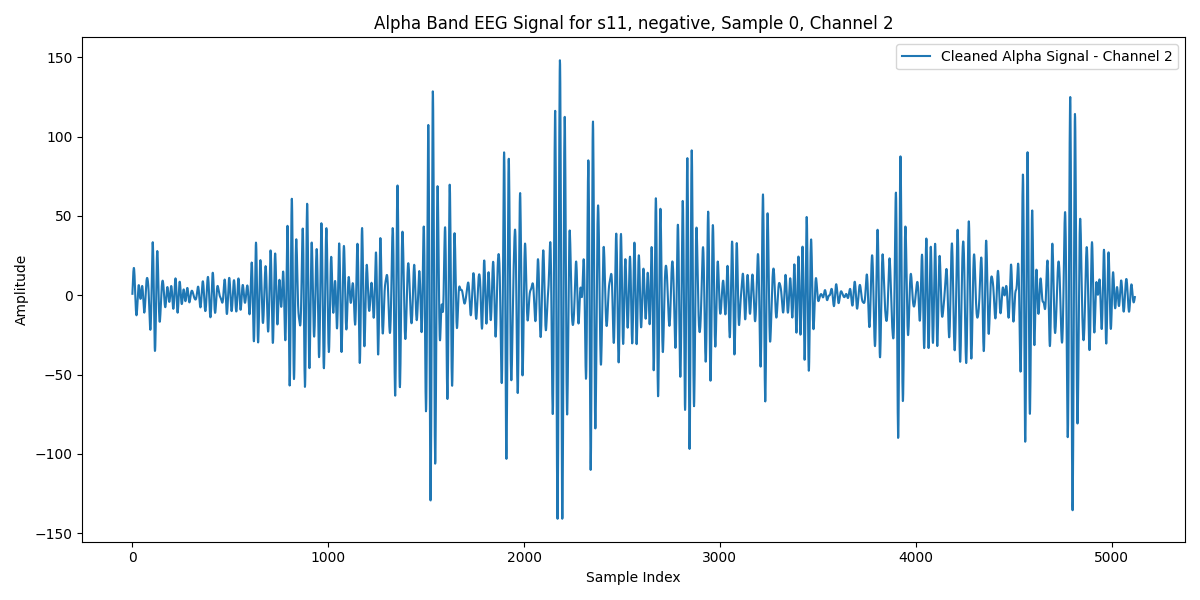 Alpha Band EEG Signal for s11, negative, Sample 0, Channel 2
Cleaned Alpha Signal - Channel 2
150
100
50
0
−50
−100
−150
Amplitude
0 1000 2000 3000 4000 5000
Sample Index